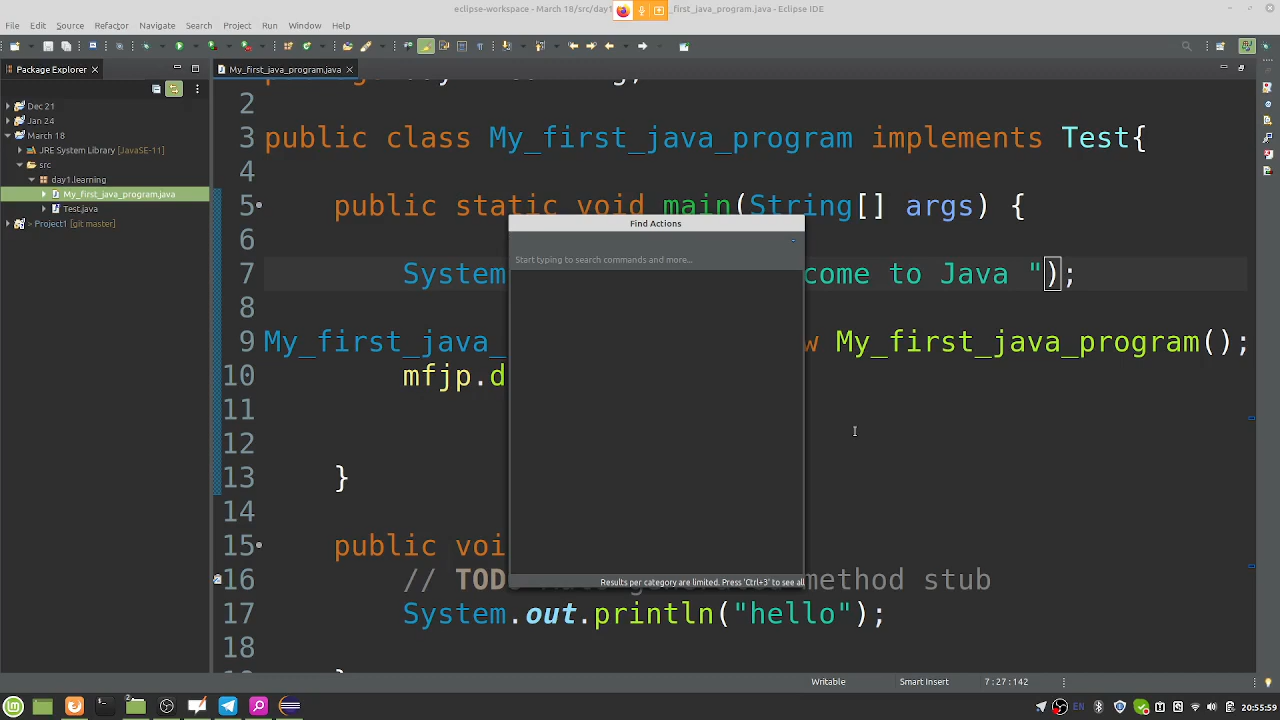 eclipse-workspace - March 18/src/day1
_first_java_program.java - Eclipse IDE
File Edit Source Refactor Navigate Search Project Run Window Help
Package Explorer
My_first_java_program.java
Dec 21
Jan 24
March 18
JRE System Library [JavaSE-11]
src
day1.learning
My_first_java_program.java
Test.java
> Project1 [git master]
2
3 public class My_first_java_program implements Test{
4
5 public static void main(String[] args) {
6
7 System come to Java ");
8
9 My_first_java_ w My_first_java_program();
10 mfjp.d
11
12
13 }
14
15 public voi
16 // TOD method stub
17 System.out.println("hello");
18
Find Actions
Start typing to search commands and more...
Results per category are limited. Press 'Ctrl+3' to see all
Writable Smart Insert 7 : 27 : 142
2
EN 20:55:59